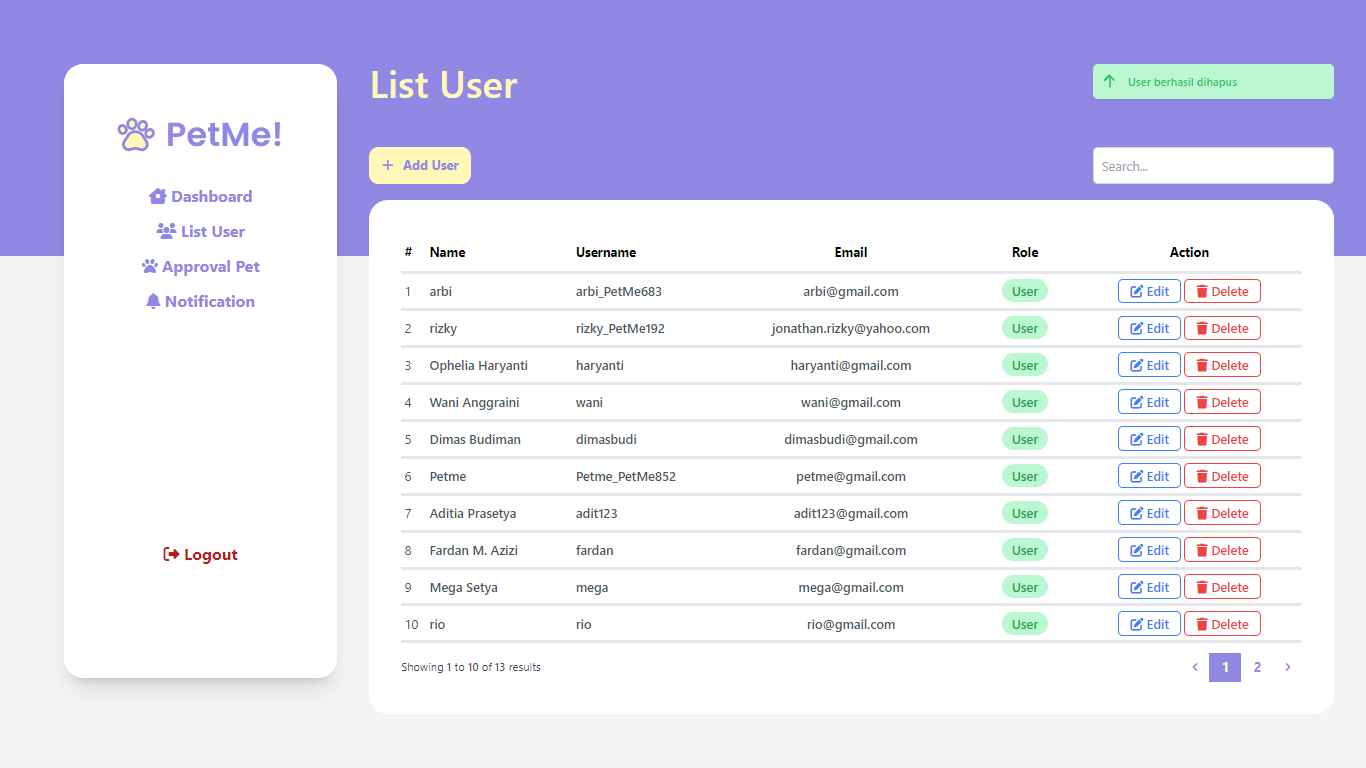 PetMe!
Dashboard
List User
Approval Pet
Notification
Logout
List User
User berhasil dihapus
Add User
Search...
# Name Username Email Role Action
1 arbi arbi_PetMe683 arbi@gmail.com User Edit Delete
2 rizky rizky_PetMe192 jonathan.rizky@yahoo.com User Edit Delete
3 Ophelia Haryanti haryanti haryanti@gmail.com User Edit Delete
4 Wani Anggraini wani wani@gmail.com User Edit Delete
5 Dimas Budiman dimasbudi dimasbudi@gmail.com User Edit Delete
6 Petme Petme_PetMe852 petme@gmail.com User Edit Delete
7 Aditia Prasetya adit123 adit123@gmail.com User Edit Delete
8 Fardan M. Azizi fardan fardan@gmail.com User Edit Delete
9 Mega Setya mega mega@gmail.com User Edit Delete
10 rio rio rio@gmail.com User Edit Delete
Showing 1 to 10 of 13 results
1 2